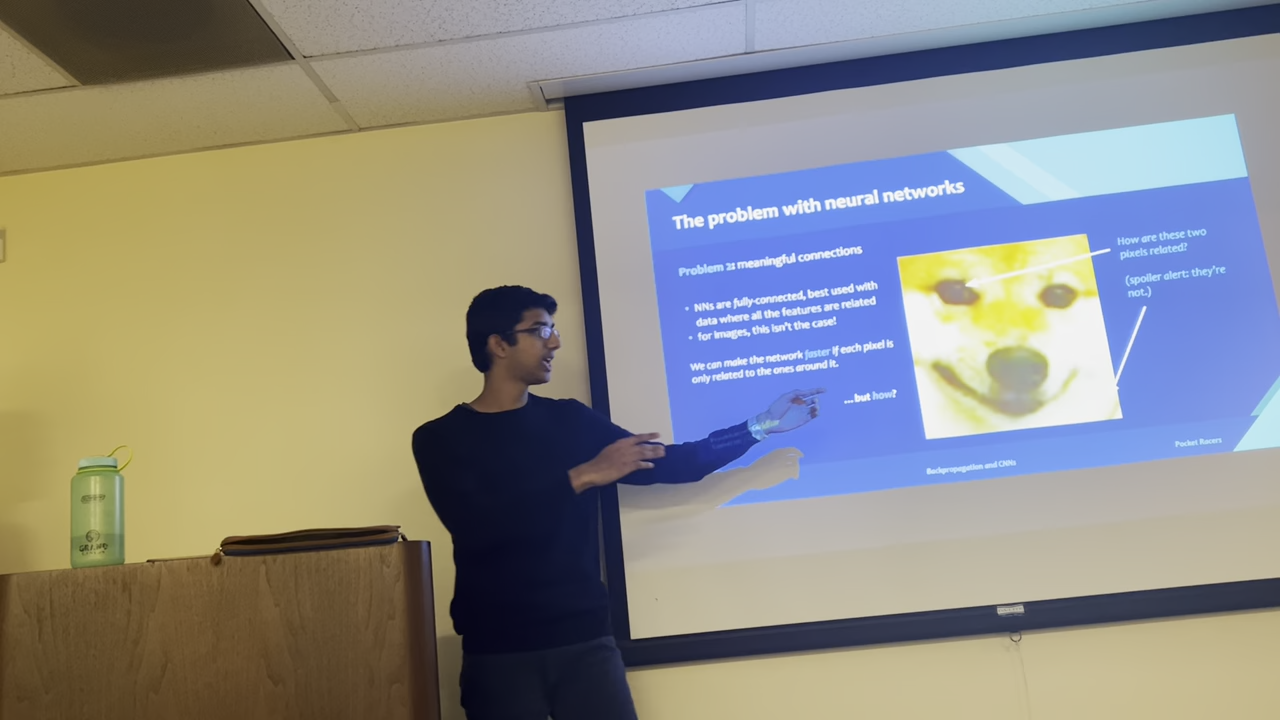 The problem with neural networks
Problem 2: meaningful connections
• NNs are fully-connected, best used with
data where all the features are related
• for images, this isn't the case!
We can make the network faster if each pixel is
only related to the ones around it.
... but how?
How are these two
pixels related?
(spoiler alert: they're
not.)
Backpropagation and CNNs
Pocket Racers
GRAND